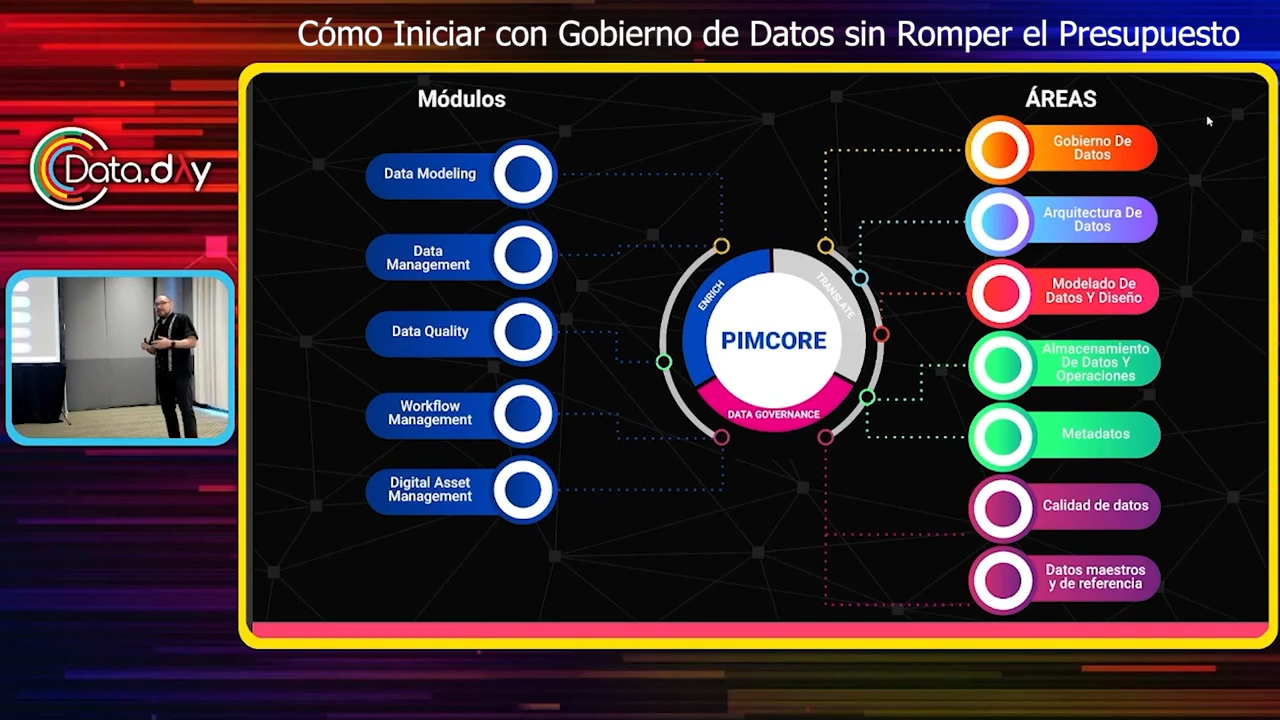 Cómo Iniciar con Gobierno de Datos sin Romper el Presupuesto
Data.dAy
Módulos
Data Modeling
Data
Management
Data Quality
Workflow
Management
Digital Asset
Management
ENRICH
TRANSLATE
PIMCORE
DATA GOVERNANCE
ÁREAS
Gobierno De
Datos
Arquitectura De
Datos
Modelado De
Datos Y Diseño
Almacenamiento
De Datos Y
Operaciones
Metadatos
Calidad de datos
Datos maestros
y de referencia